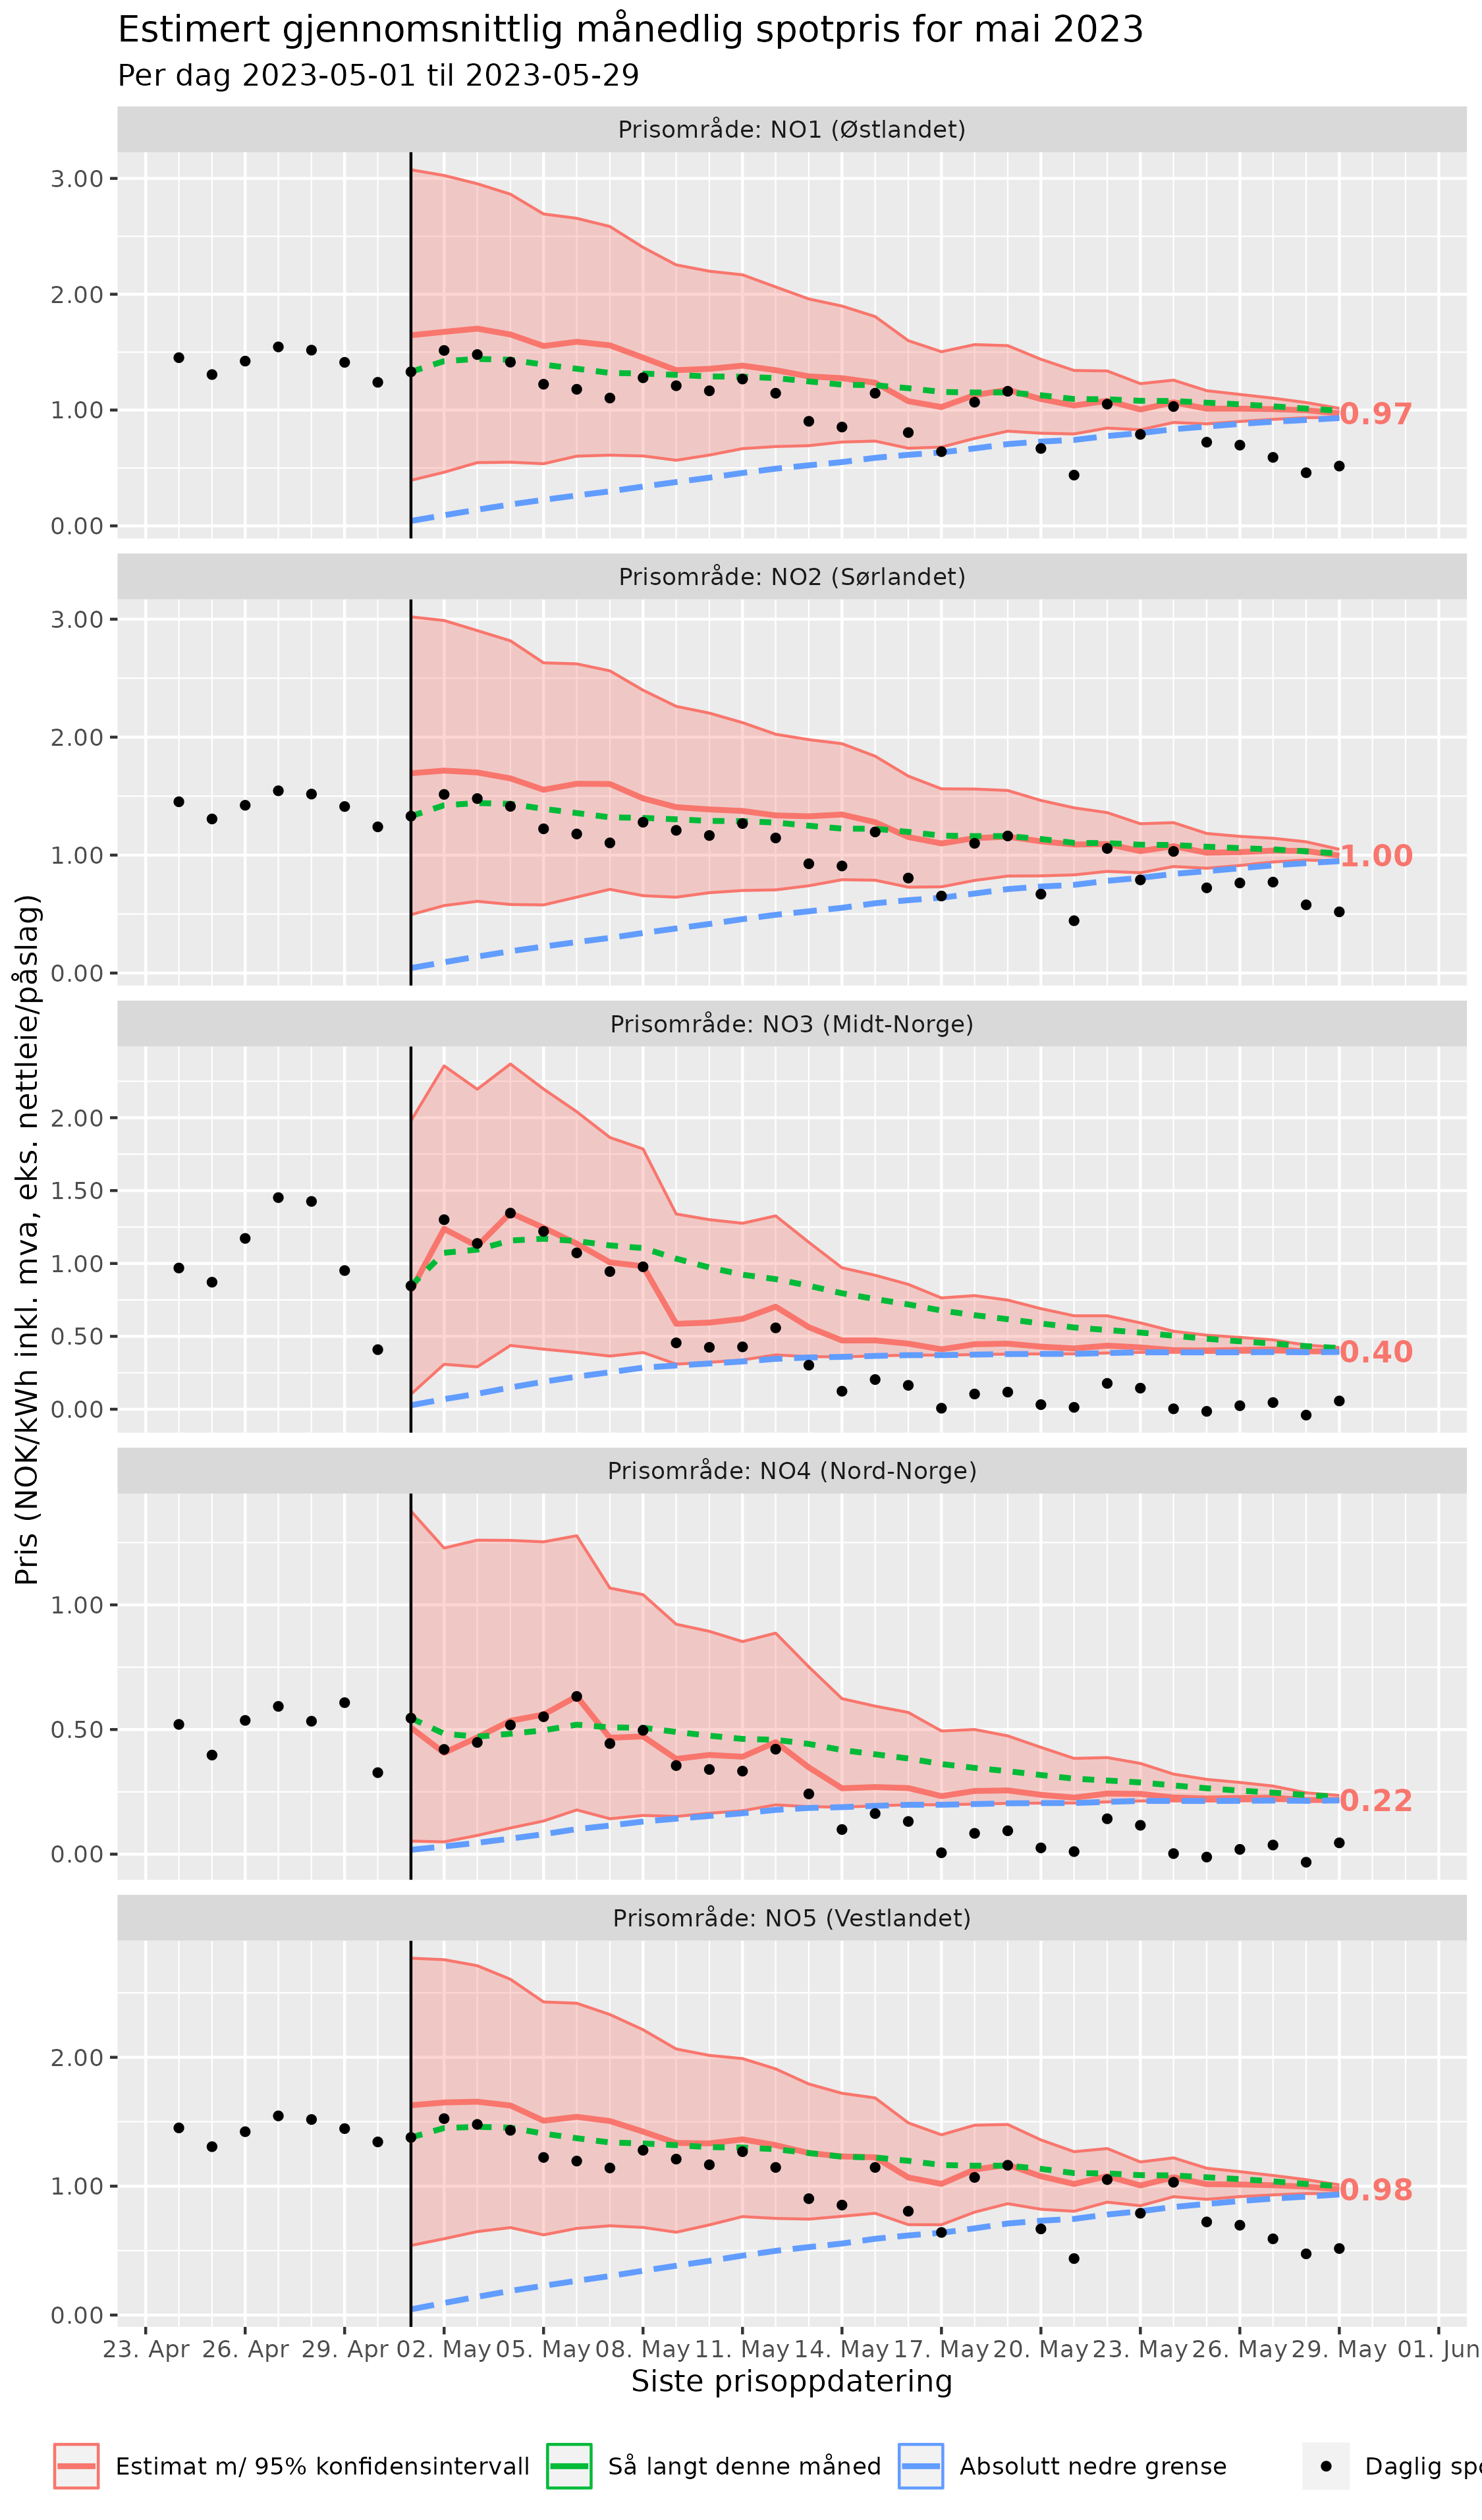 Estimert gjennomsnittlig månedlig spotpris for mai 2023
Per dag 2023-05-01 til 2023-05-29
Pris (NOK/kWh inkl. mva, eks. nettleie/påslag)
Prisområde: NO1 (Østlandet)
3.00
2.00
1.00
0.00
0.97
Prisområde: NO2 (Sørlandet)
3.00
2.00
1.00
0.00
1.00
Prisområde: NO3 (Midt-Norge)
2.00
1.50
1.00
0.50
0.00
0.40
Prisområde: NO4 (Nord-Norge)
1.00
0.50
0.00
0.22
Prisområde: NO5 (Vestlandet)
2.00
1.00
0.00
0.98
23. Apr 26. Apr 29. Apr 02. May 05. May 08. May 11. May 14. May 17. May 20. May 23. May 26. May 29. May 01. Jun
Siste prisoppdatering
Estimat m/ 95% konfidensintervall Så langt denne måned Absolutt nedre grense Daglig